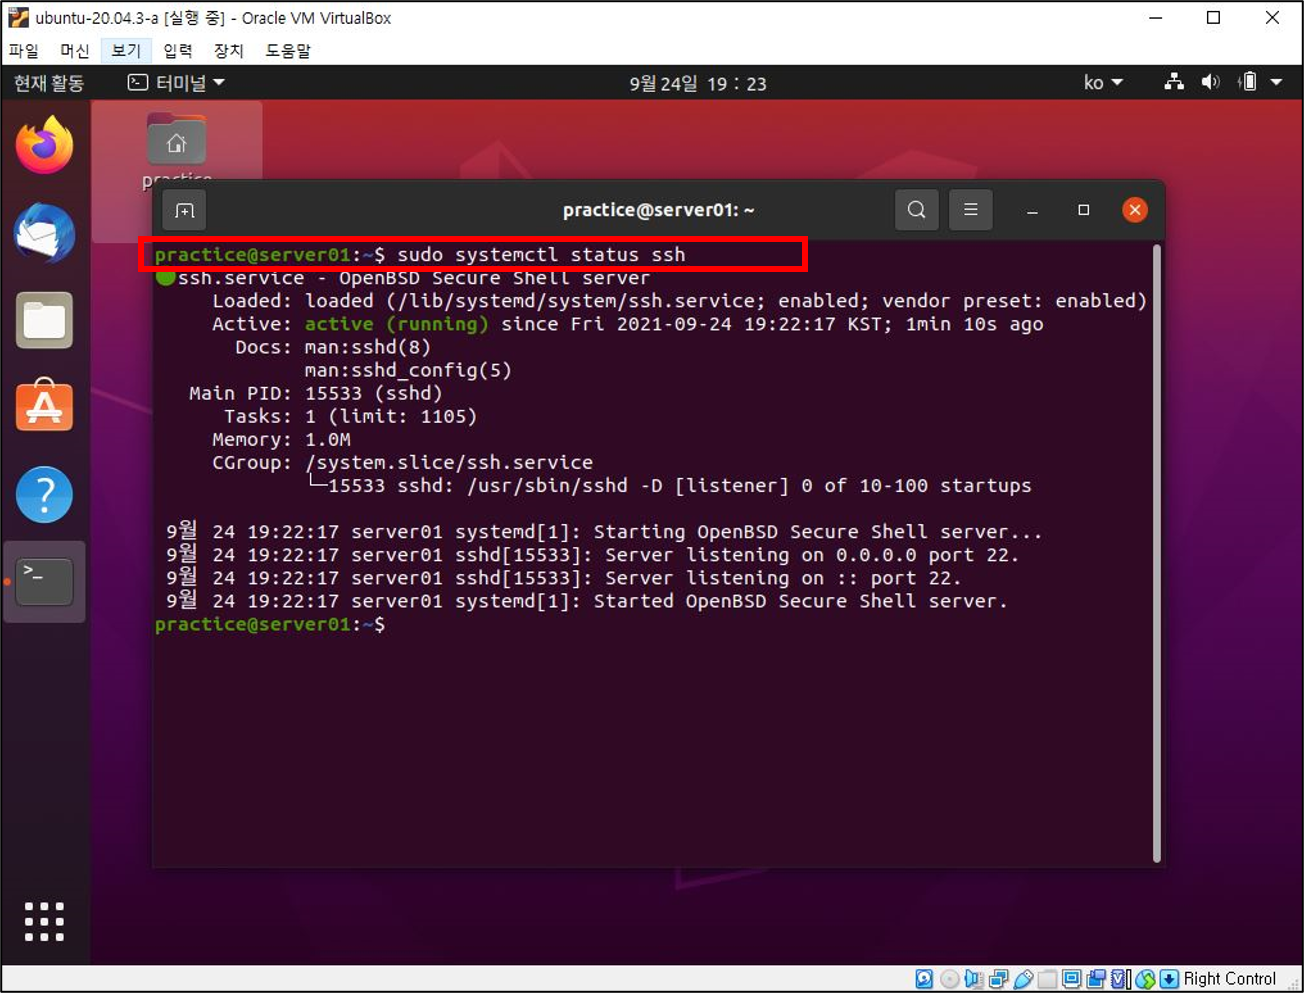 ubuntu-20.04.3-a [실행 중] - Oracle VM VirtualBox
파일 머신 보기 입력 장치 도움말
현재 활동 터미널 9월 24일 19 : 23 ko
practice
practice@server01: ~
practice@server01:~$ sudo systemctl status ssh
ssh.service - OpenBSD Secure Shell server
Loaded: loaded (/lib/systemd/system/ssh.service; enabled; vendor preset: enabled)
Active: active (running) since Fri 2021-09-24 19:22:17 KST; 1min 10s ago
Docs: man:sshd(8)
man:sshd_config(5)
Main PID: 15533 (sshd)
Tasks: 1 (limit: 1105)
Memory: 1.0M
CGroup: /system.slice/ssh.service
└─15533 sshd: /usr/sbin/sshd -D [listener] 0 of 10-100 startups
9월 24 19:22:17 server01 systemd[1]: Starting OpenBSD Secure Shell server...
9월 24 19:22:17 server01 sshd[15533]: Server listening on 0.0.0.0 port 22.
9월 24 19:22:17 server01 sshd[15533]: Server listening on :: port 22.
9월 24 19:22:17 server01 systemd[1]: Started OpenBSD Secure Shell server.
practice@server01:~$
Right Control